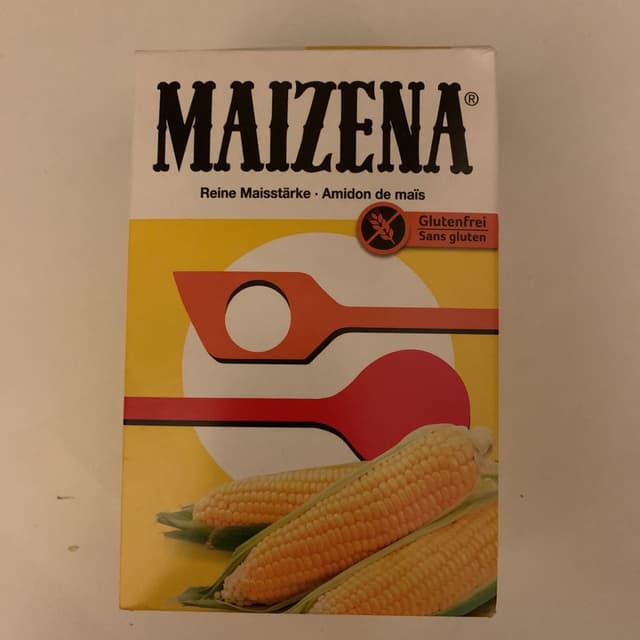 MAIZENA®
Reine Maisstärke · Amidon de maïs
Glutenfrei
Sans gluten